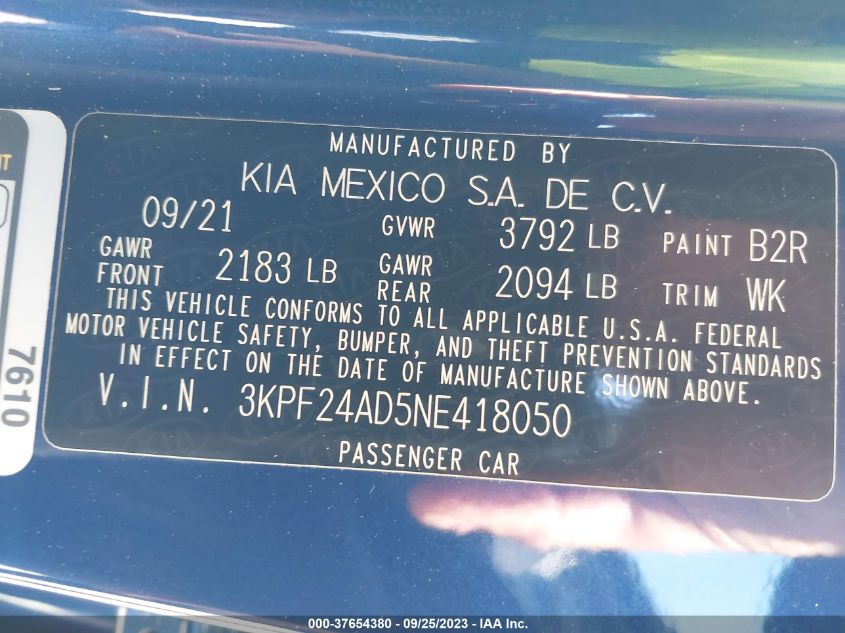 MANUFACTURED BY
KIA MEXICO S.A. DE C.V.
09/21 GVWR 3792 LB PAINT B2R
GAWR FRONT 2183 LB GAWR REAR 2094 LB TRIM WK
THIS VEHICLE CONFORMS TO ALL APPLICABLE U.S.A. FEDERAL
MOTOR VEHICLE SAFETY, BUMPER, AND THEFT PREVENTION STANDARDS
IN EFFECT ON THE DATE OF MANUFACTURE SHOWN ABOVE.
V.I.N. 3KPF24AD5NE418050
PASSENGER CAR
7610
000-37654380 - 09/25/2023 - IAA Inc.